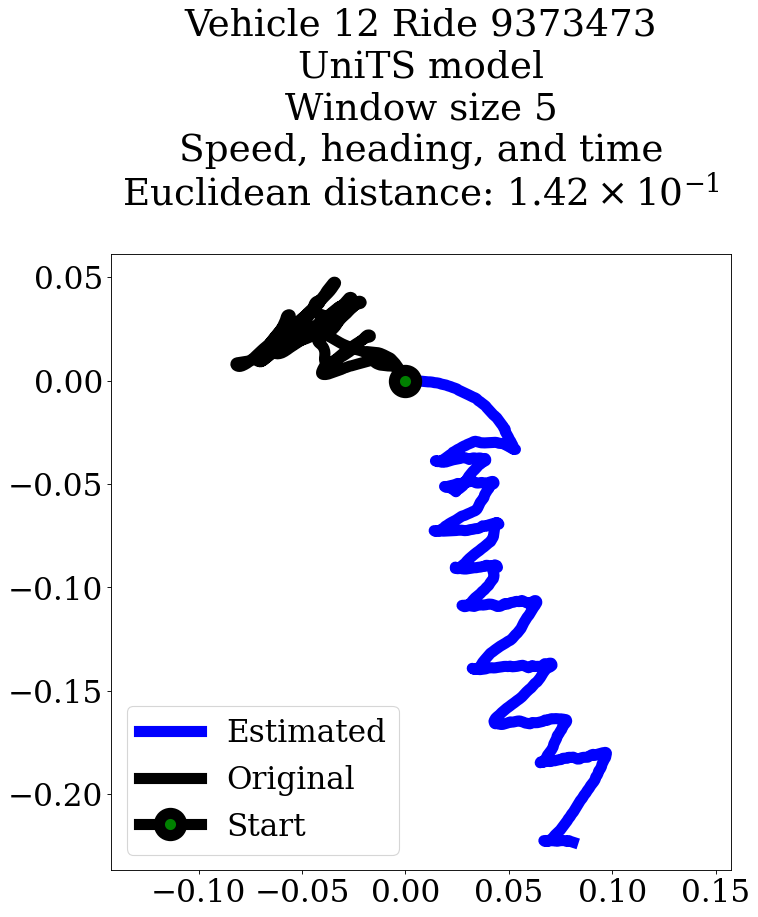 Vehicle 12 Ride 9373473
UniTS model
Window size 5
Speed, heading, and time
Euclidean distance: 1.42 × 10⁻¹
0.05
0.00
−0.05
−0.10
−0.15
−0.20
Estimated
Original
Start
−0.10 −0.05 0.00 0.05 0.10 0.15